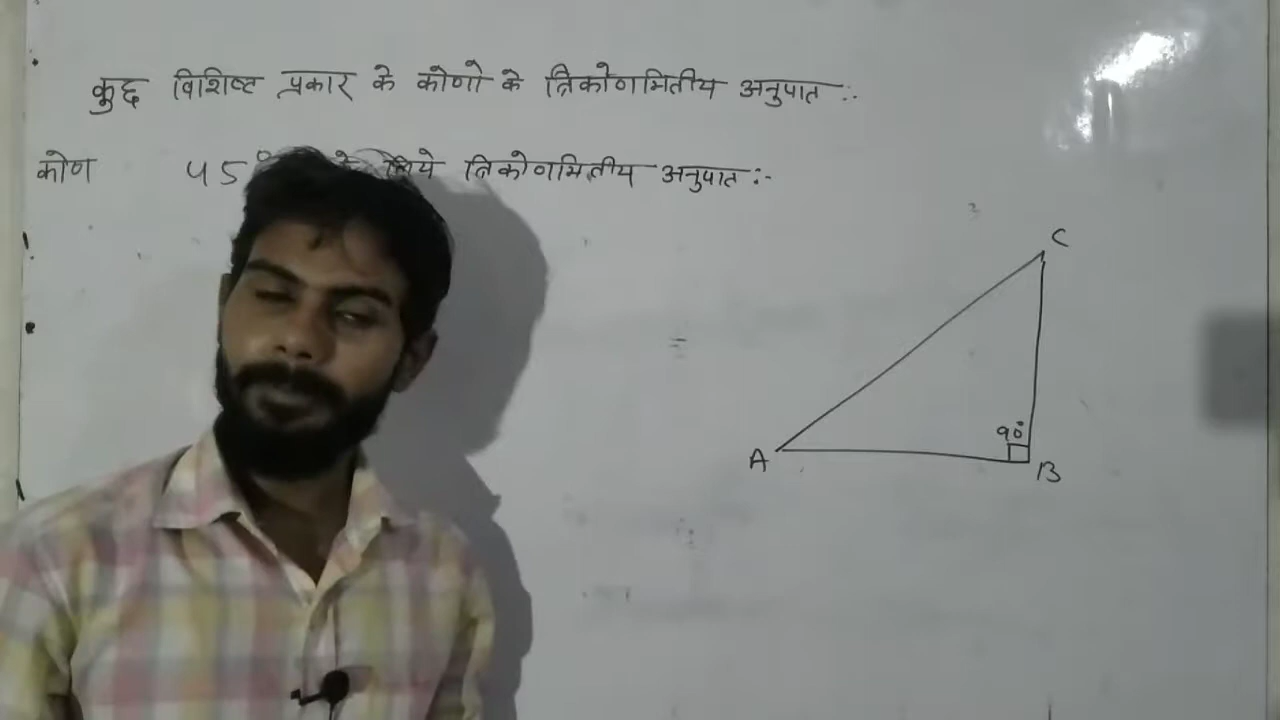 कुछ विशिष्ट प्रकार के कोणो के त्रिकोणमितीय अनुपात :-
कोण 45° के लिये त्रिकोणमितीय अनुपात :-
C
90°
A
B